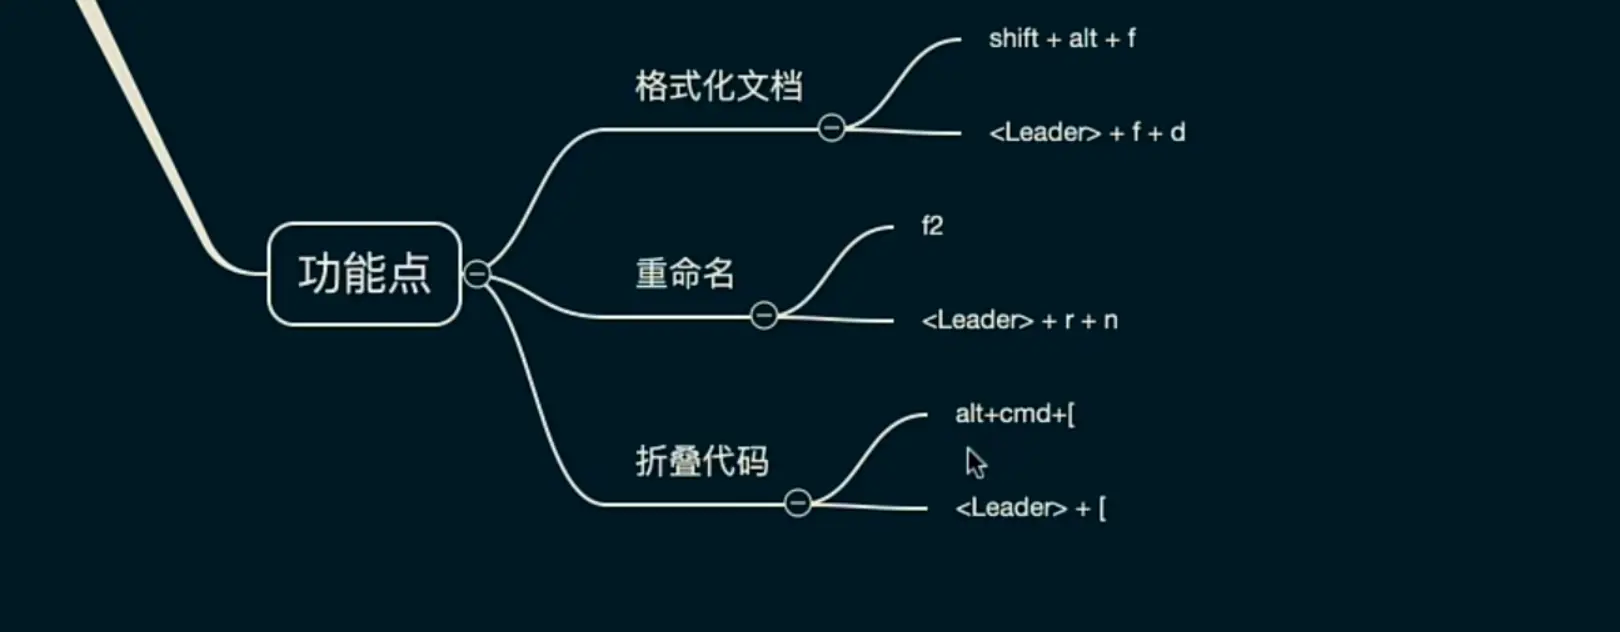 功能点
格式化文档
shift + alt + f
<Leader> + f + d
重命名
f2
<Leader> + r + n
折叠代码
alt+cmd+[
<Leader> + [